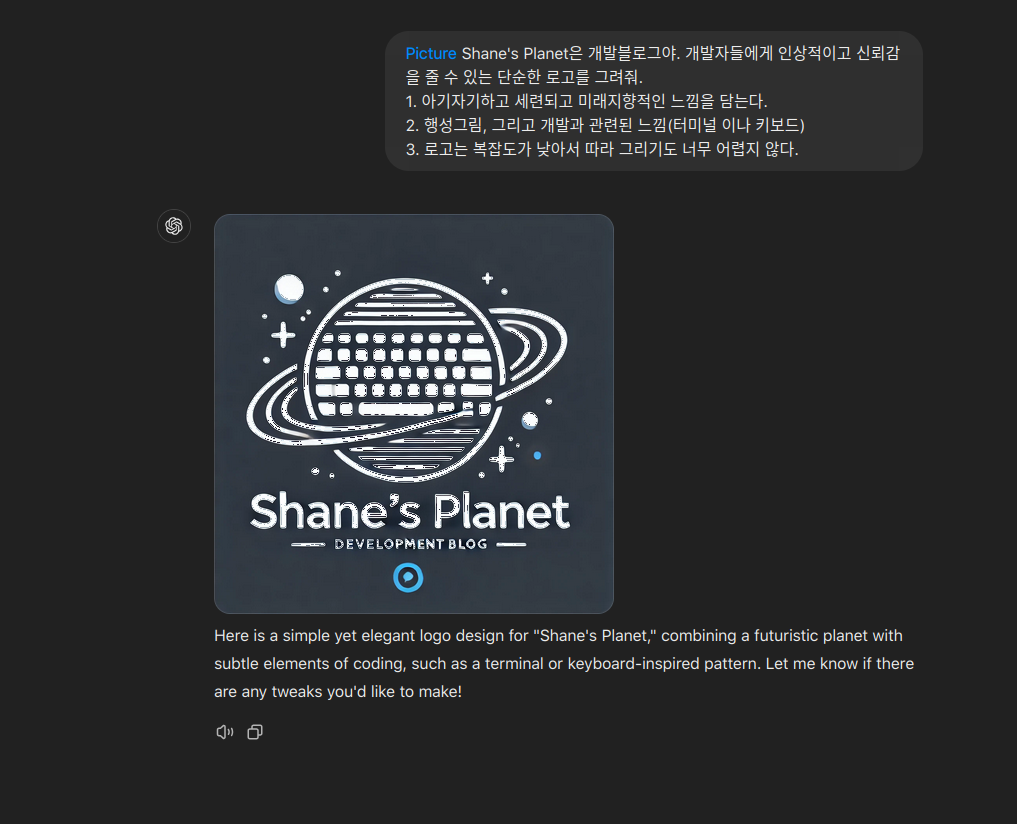 Picture Shane's Planet은 개발블로그야. 개발자들에게 인상적이고 신뢰감
을 줄 수 있는 단순한 로고를 그려줘.
1. 아기자기하고 세련되고 미래지향적인 느낌을 담는다.
2. 행성그림, 그리고 개발과 관련된 느낌(터미널 이나 키보드)
3. 로고는 복잡도가 낮아서 따라 그리기도 너무 어렵지 않다.
Shane's Planet
DEVELOPMENT BLOG
Here is a simple yet elegant logo design for "Shane's Planet," combining a futuristic planet with
subtle elements of coding, such as a terminal or keyboard-inspired pattern. Let me know if there
are any tweaks you'd like to make!